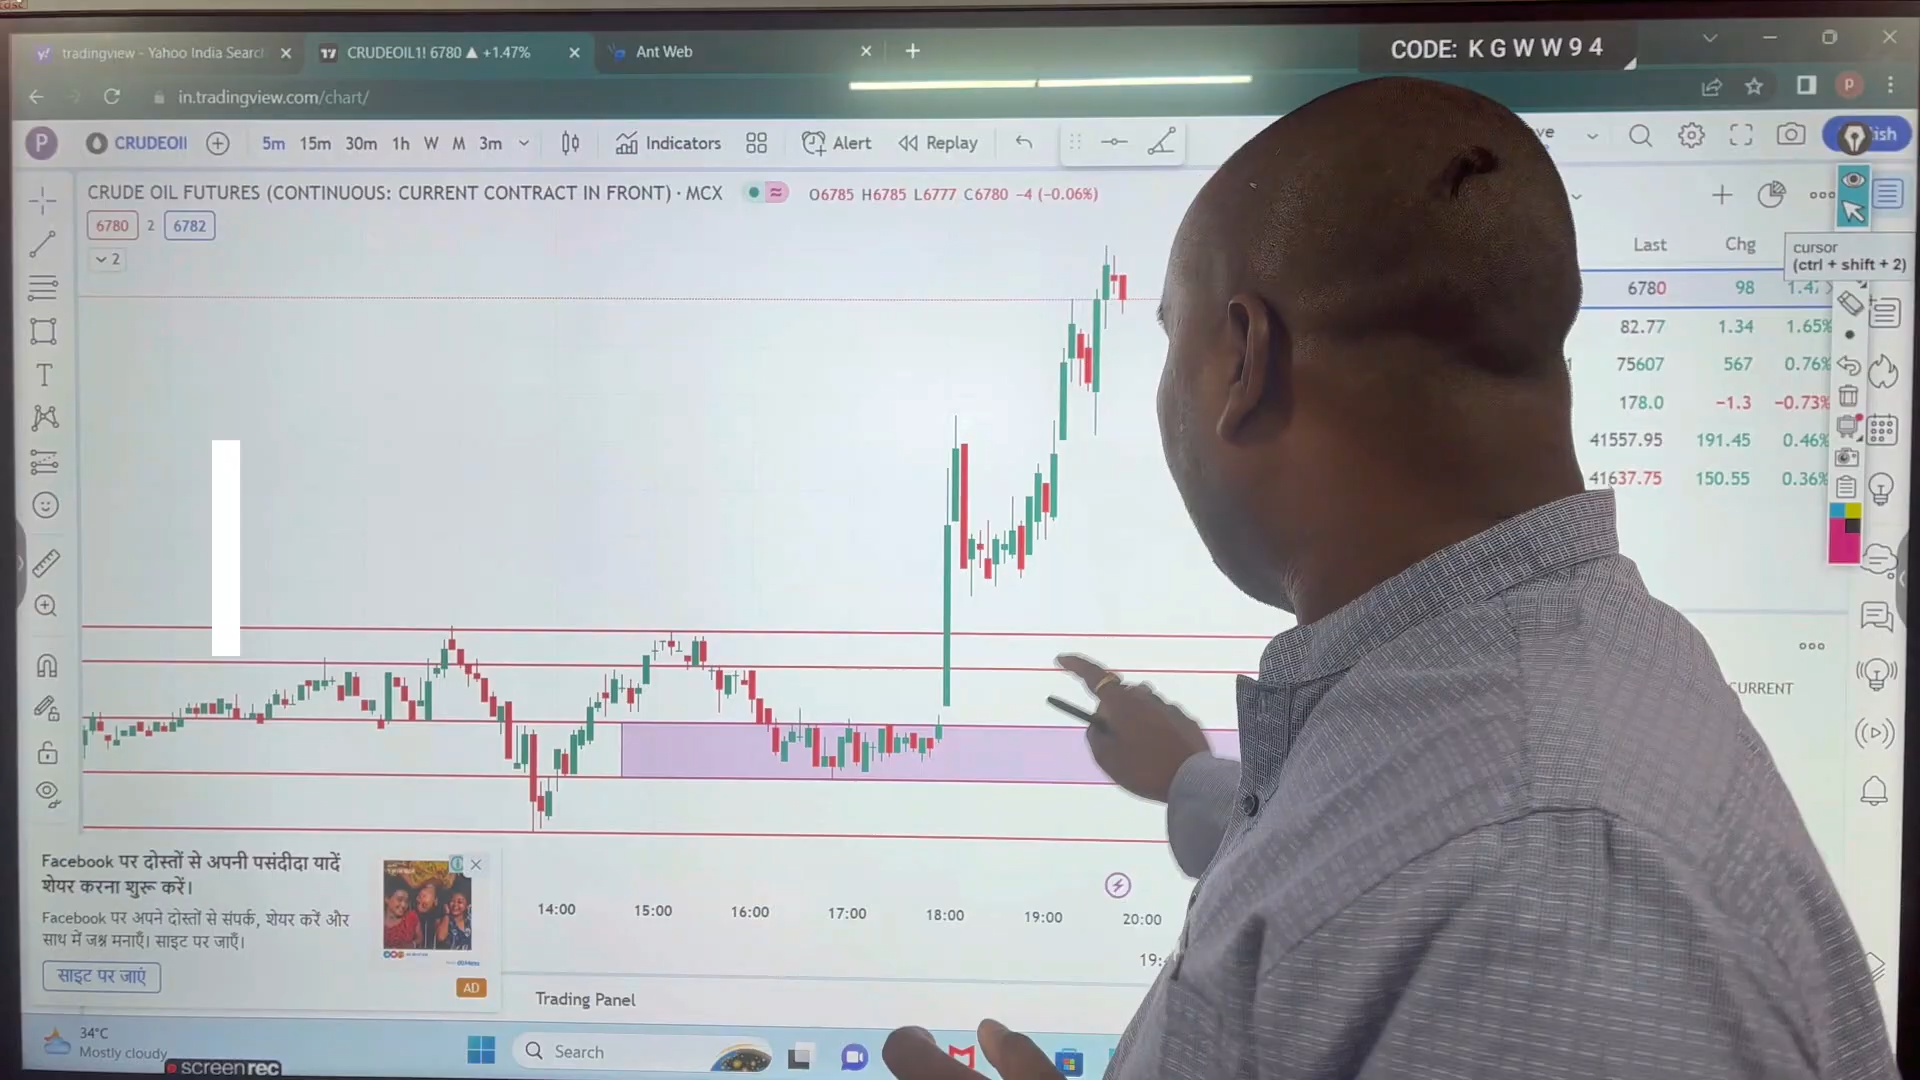 tradingview - Yahoo India Search
CRUDEOIL1! 6780 ▲ +1.47%
Ant Web
CODE: K G W W 9 4
in.tradingview.com/chart/
P
P
CRUDEOII
5m 15m 30m 1h W M 3m
Indicators
Alert
Replay
ish
CRUDE OIL FUTURES (CONTINUOUS: CURRENT CONTRACT IN FRONT) · MCX
O6785 H6785 L6777 C6780 −4 (−0.06%)
6780 2 6782
2
Last Chg
cursor
(ctrl + shift + 2)
6780 98 1.47
82.77 1.34 1.65%
75607 567 0.76%
178.0 −1.3 −0.73%
41557.95 191.45 0.46%
41637.75 150.55 0.36%
CURRENT
Facebook पर दोस्तों से अपनी पसंदीदा यादें
शेयर करना शुरू करें।
Facebook पर अपने दोस्तों से संपर्क, शेयर करें और
साथ में जश्न मनाएँ। साइट पर जाएँ।
साइट पर जाएं
AD
14:00 15:00 16:00 17:00 18:00 19:00 20:00
Trading Panel
34°C
Mostly cloudy
Search
screenrec